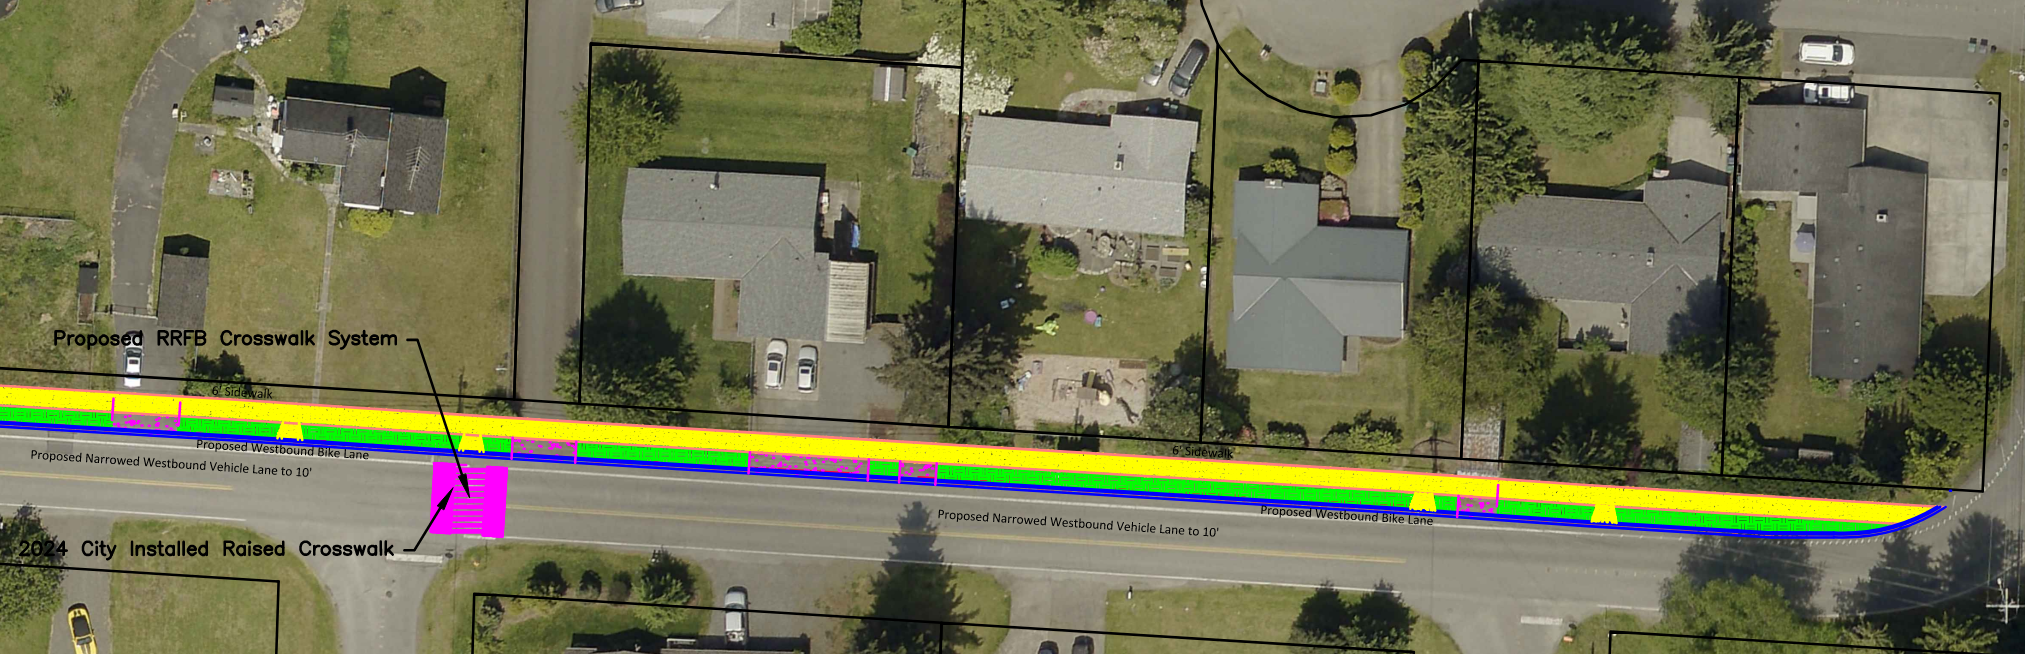 Proposed RRFB Crosswalk System
6' Sidewalk
Proposed Westbound Bike Lane
Proposed Narrowed Westbound Vehicle Lane to 10'
6' Sidewalk
Proposed Westbound Bike Lane
Proposed Narrowed Westbound Vehicle Lane to 10'
2024 City Installed Raised Crosswalk